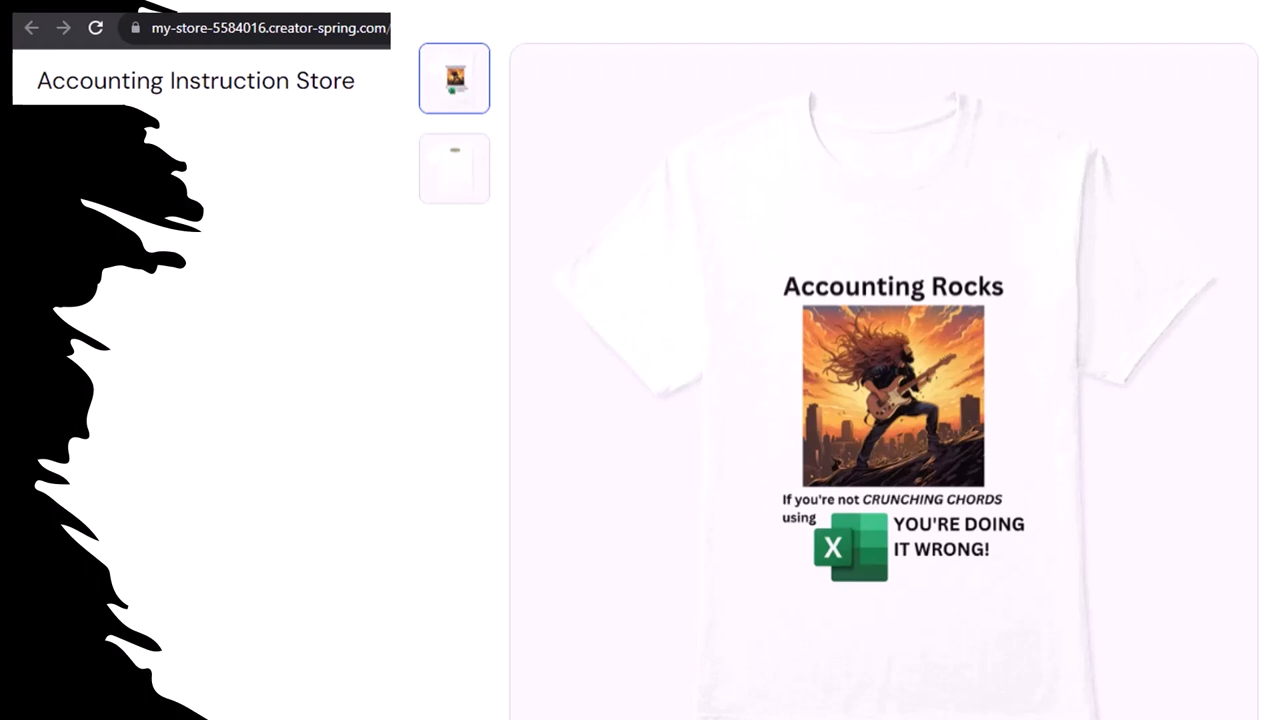 my-store-5584016.creator-spring.com/
Accounting Instruction Store
Accounting Rocks
If you're not CRUNCHING CHORDS
using
X
YOU'RE DOING
IT WRONG!